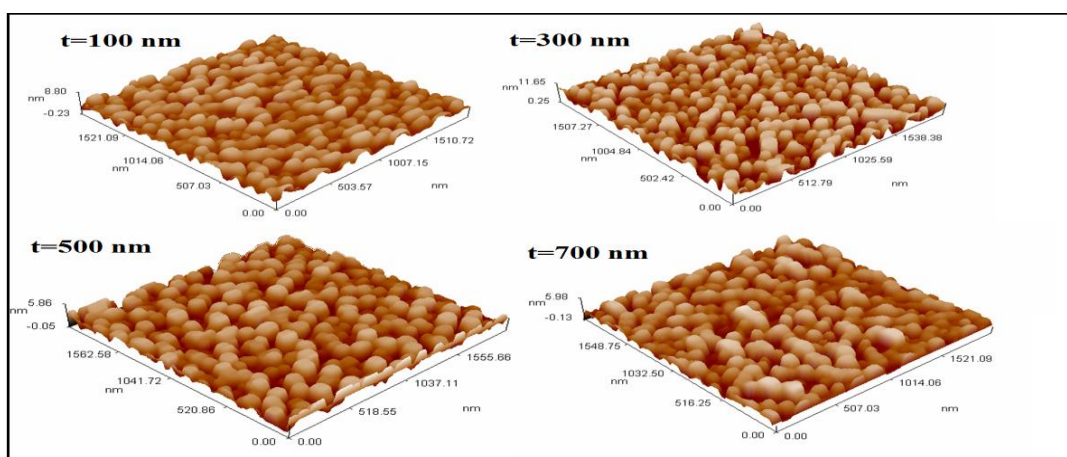 t=100 nm
nm
8.80
-0.23
1521.09
1014.06
nm
507.03
0.00
0.00
503.57
1007.15
1510.72
nm
t=300 nm
nm
11.65
0.25
1507.27
1004.84
nm
502.42
0.00
0.00
512.79
1025.59
1538.38
nm
t=500 nm
nm
5.86
-0.05
1562.58
1041.72
nm
520.86
0.00
0.00
518.55
1037.11
1555.66
nm
t=700 nm
nm
5.98
-0.13
1548.75
1032.50
nm
516.25
0.00
0.00
507.03
1014.06
1521.09
nm